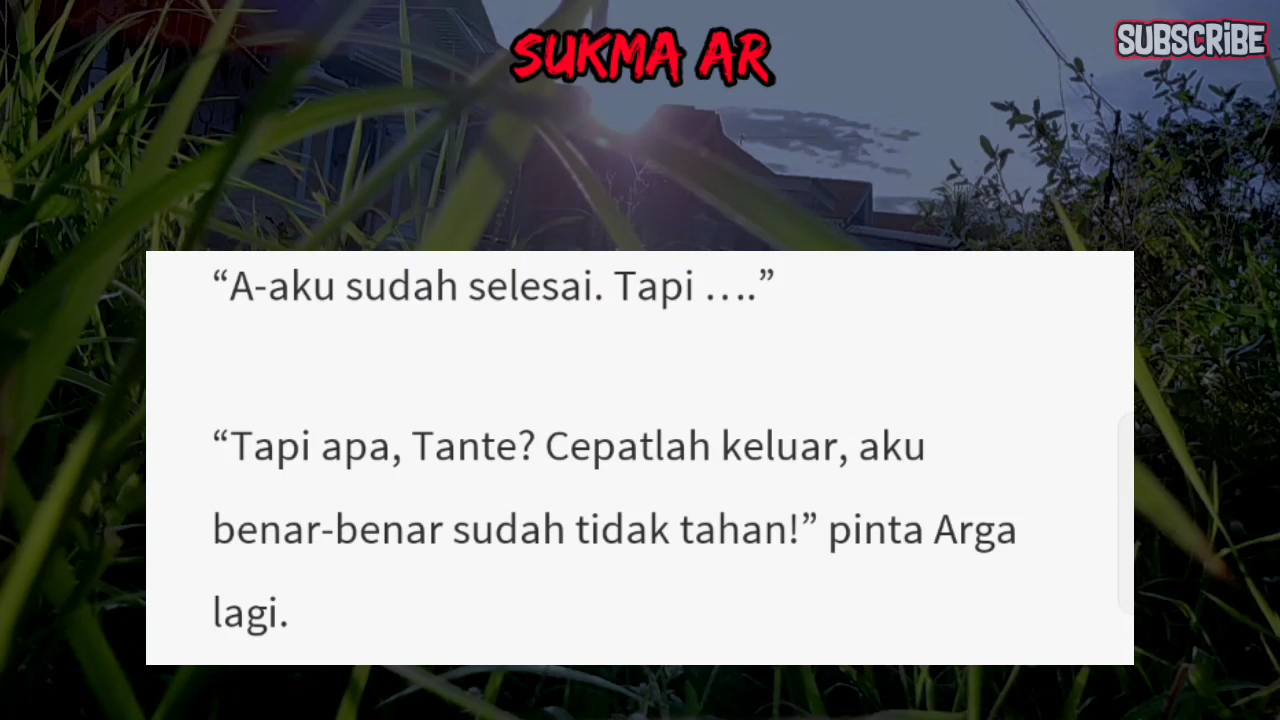 SUKMA AR
SUBSCRIBE
“A-aku sudah selesai. Tapi ….”
“Tapi apa, Tante? Cepatlah keluar, aku
benar-benar sudah tidak tahan!” pinta Arga
lagi.